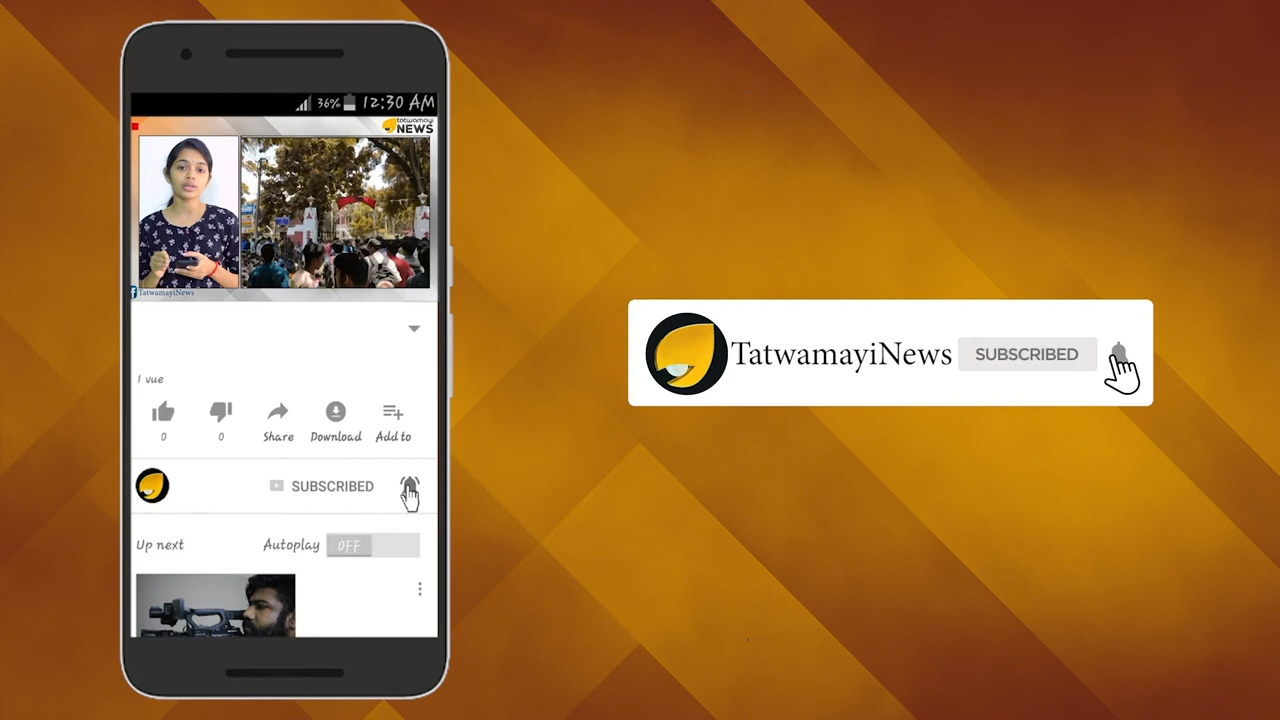 36% 12:30 AM
tatwamayi
NEWS
TatwamayiNews
1 vue
0 0 Share Download Add to
SUBSCRIBED
Up next Autoplay OFF
TatwamayiNews SUBSCRIBED